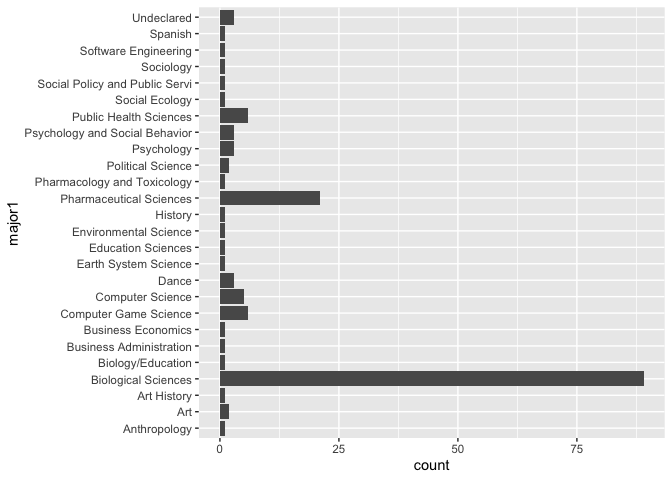 Undeclared
Spanish
Software Engineering
Sociology
Social Policy and Public Servi
Social Ecology
Public Health Sciences
Psychology and Social Behavior
Psychology
Political Science
Pharmacology and Toxicology
Pharmaceutical Sciences
History
Environmental Science
Education Sciences
Earth System Science
Dance
Computer Science
Computer Game Science
Business Economics
Business Administration
Biology/Education
Biological Sciences
Art History
Art
Anthropology
major1
0 25 50 75
count